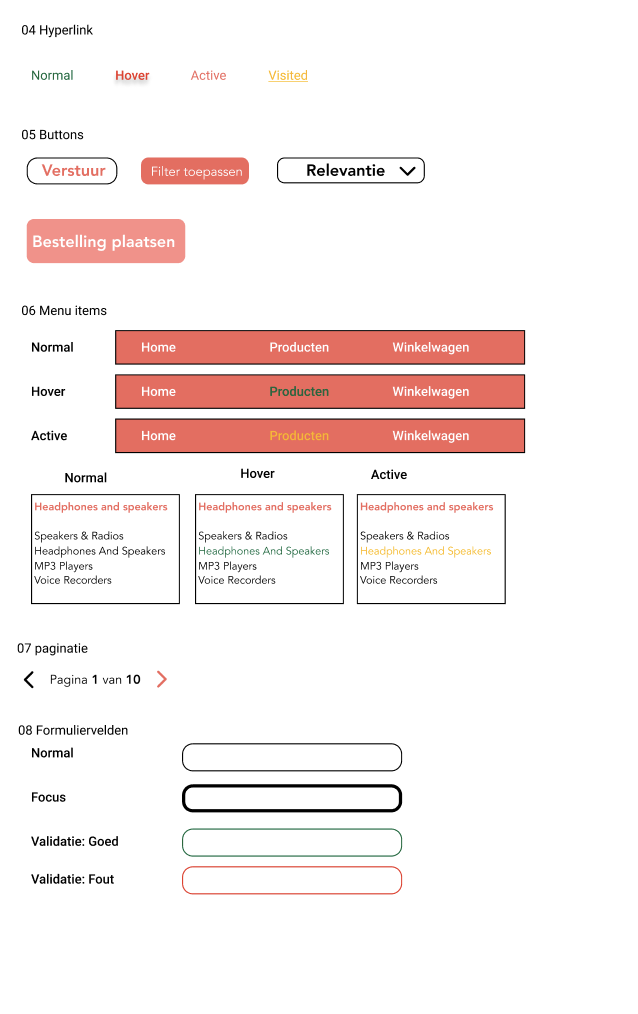 04 Hyperlink
Normal Hover Active Visited
05 Buttons
Verstuur Filter toepassen Relevantie
Bestelling plaatsen
06 Menu items
Normal Home Producten Winkelwagen
Hover Home Producten Winkelwagen
Active Home Producten Winkelwagen
Normal Hover Active
Headphones and speakers Headphones and speakers Headphones and speakers
Speakers & Radios Speakers & Radios Speakers & Radios
Headphones And Speakers Headphones And Speakers Headphones And Speakers
MP3 Players MP3 Players MP3 Players
Voice Recorders Voice Recorders Voice Recorders
07 paginatie
Pagina 1 van 10
08 Formuliervelden
Normal
Focus
Validatie: Goed
Validatie: Fout